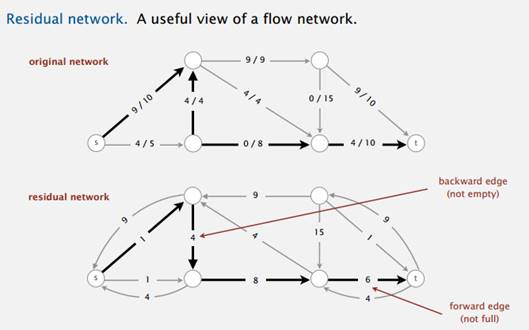 Residual network. A useful view of a flow network.
original network
9 / 9
9 / 10
4 / 4
4 / 4
0 / 15
9 / 10
s
4 / 5
0 / 8
4 / 10
t
residual network
9
backward edge
(not empty)
9
1
4
4
15
1
9
s
1
8
6
t
4
4
forward edge
(not full)